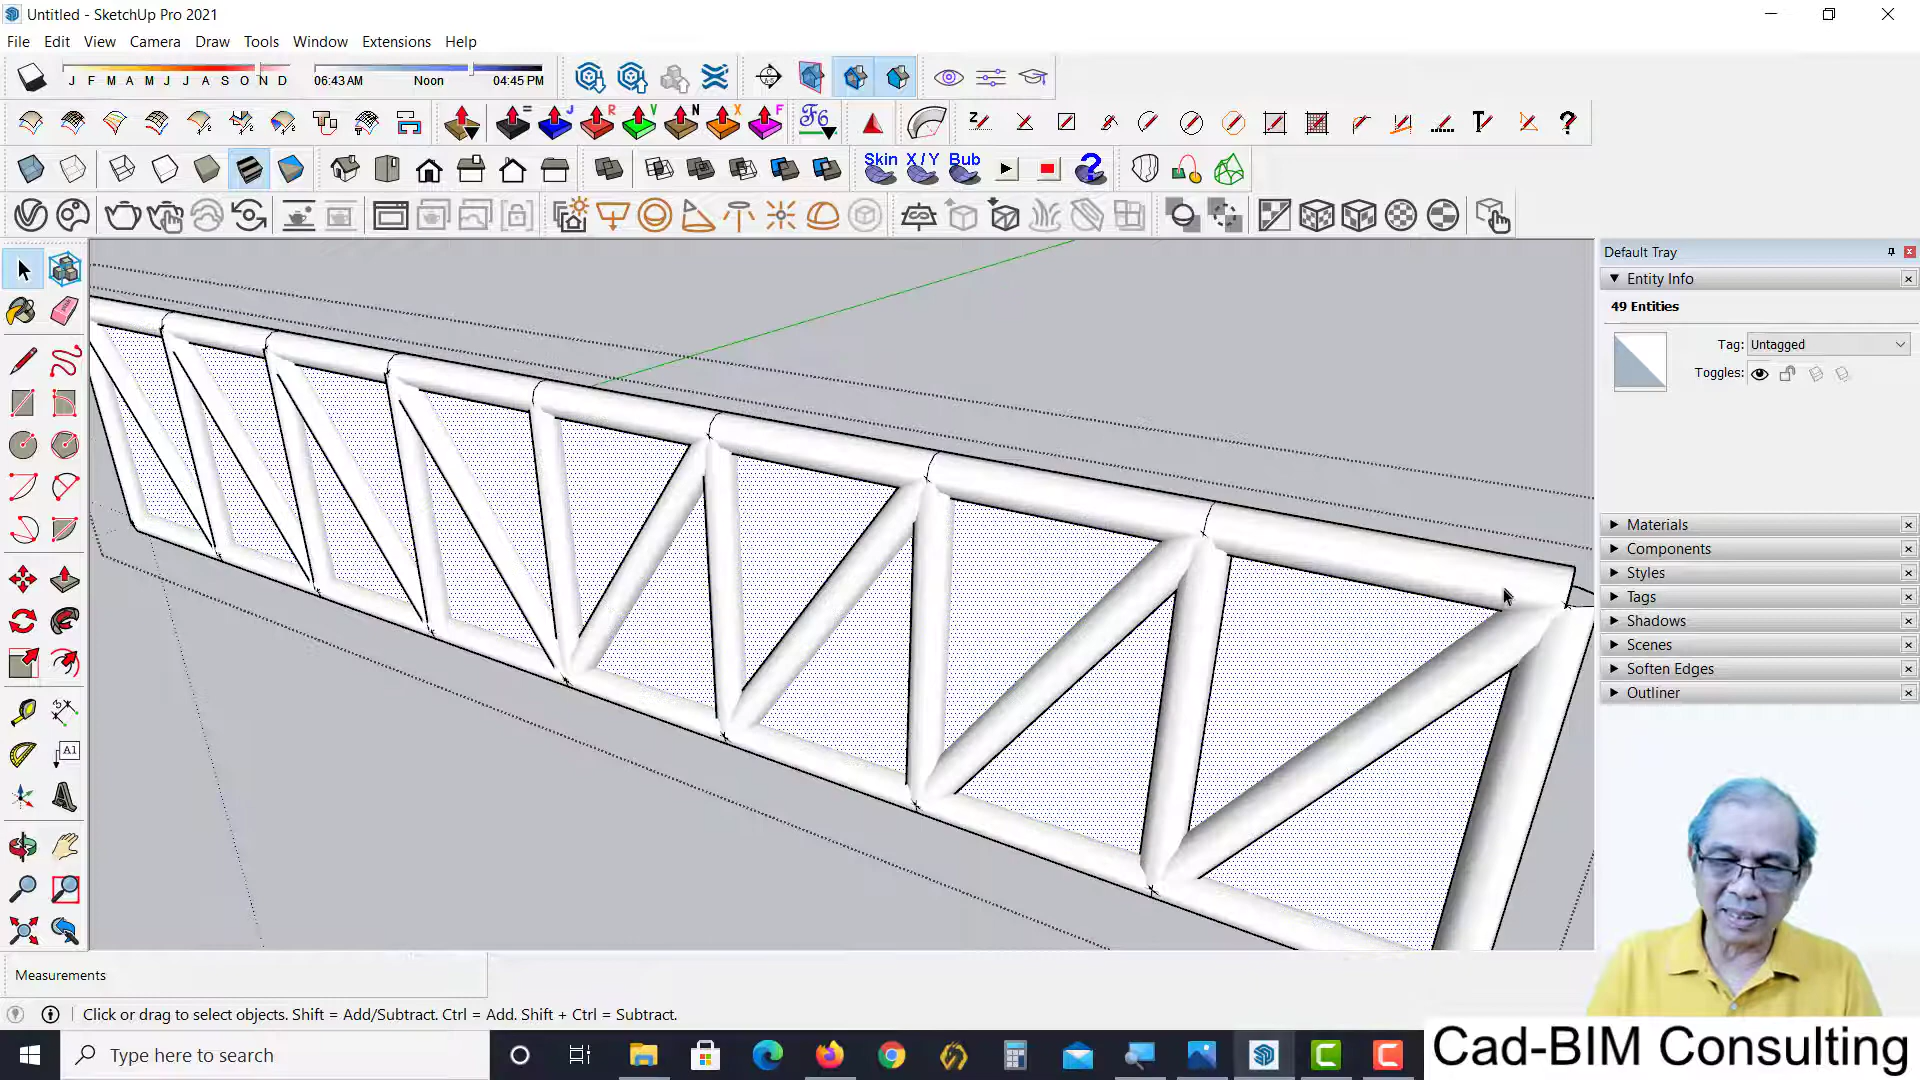 Untitled - SketchUp Pro 2021
File Edit View Camera Draw Tools Window Extensions Help
J F M A M J J A S O N D
06:43 AM Noon 04:45 PM
= J R V N X F F6 Z T ?
Skin X / Y Bub ?
Default Tray
Entity Info
49 Entities
Tag: Untagged
Toggles:
Materials
Components
Styles
Tags
Shadows
Scenes
Soften Edges
Outliner
A1
Measurements
Click or drag to select objects. Shift = Add/Subtract. Ctrl = Add. Shift + Ctrl = Subtract.
Type here to search
Cad-BIM Consulting